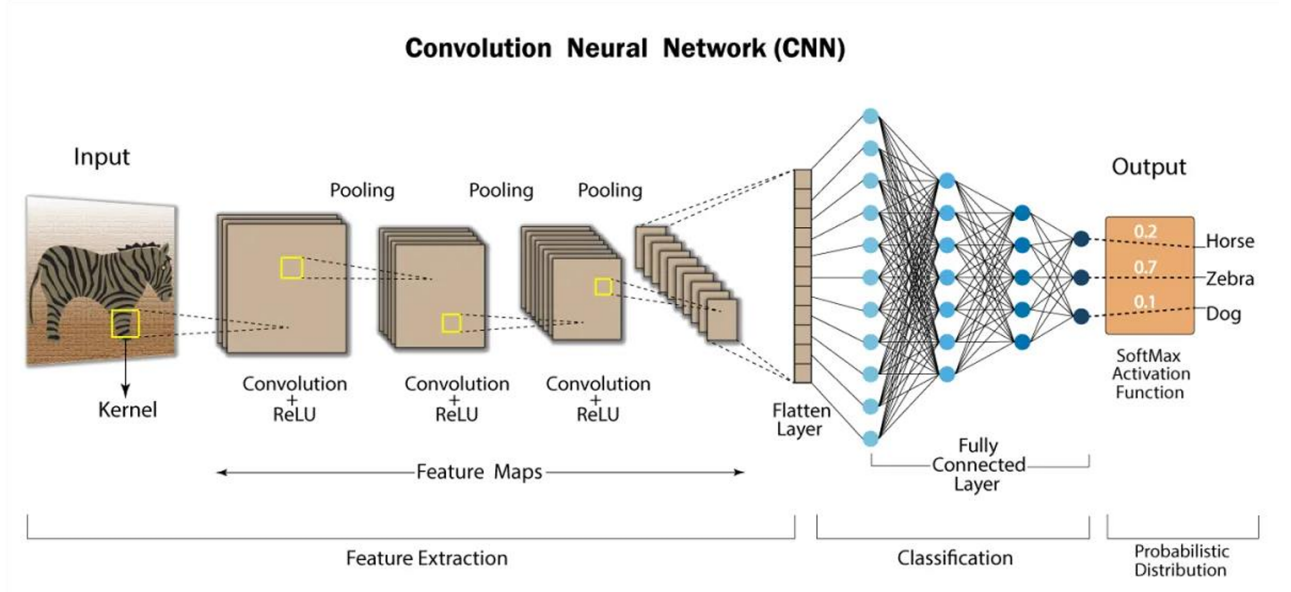 Convolution Neural Network (CNN)
Input
Pooling
Pooling
Pooling
Output
0.2
Horse
0.7
Zebra
0.1
Dog
SoftMax
Activation
Function
Kernel
Convolution
+
ReLU
Convolution
+
ReLU
Convolution
+
ReLU
Flatten
Layer
Fully
Connected
Layer
Feature Maps
Feature Extraction
Classification
Probabilistic
Distribution